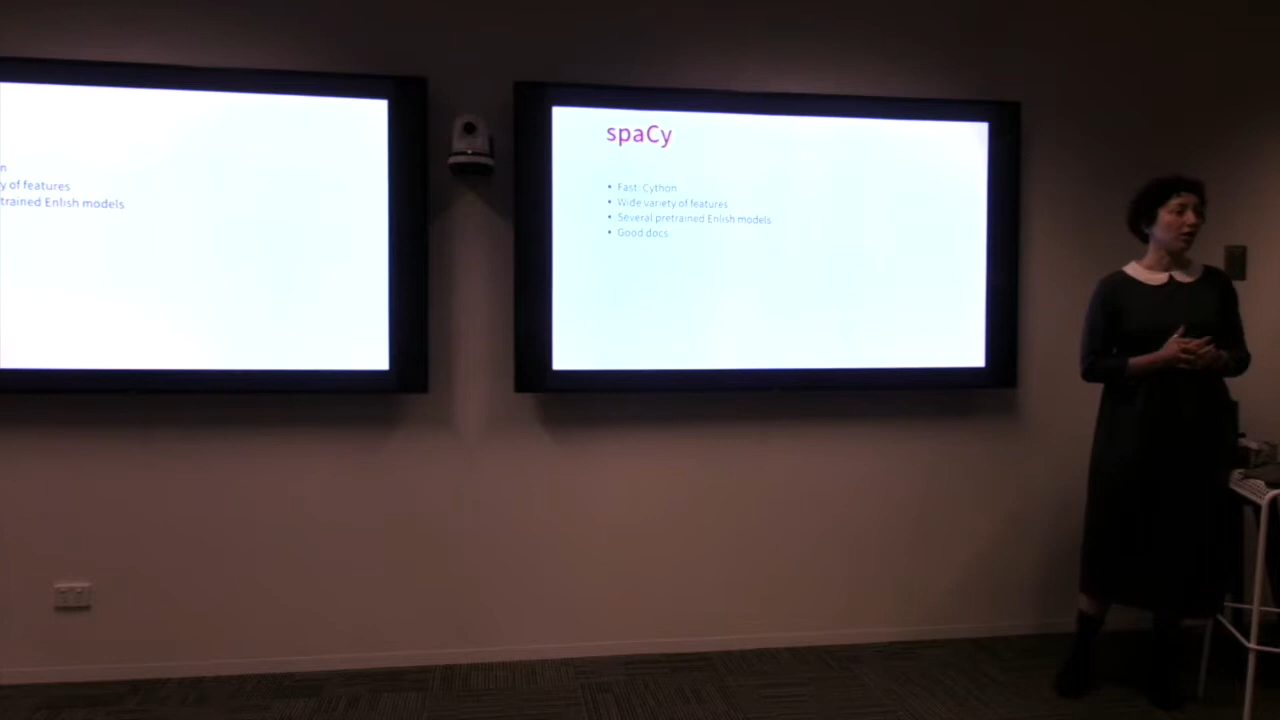 n
y of features
trained Enlish models
spaCy
• Fast: Cython
• Wide variety of features
• Several pretrained Enlish models
• Good docs